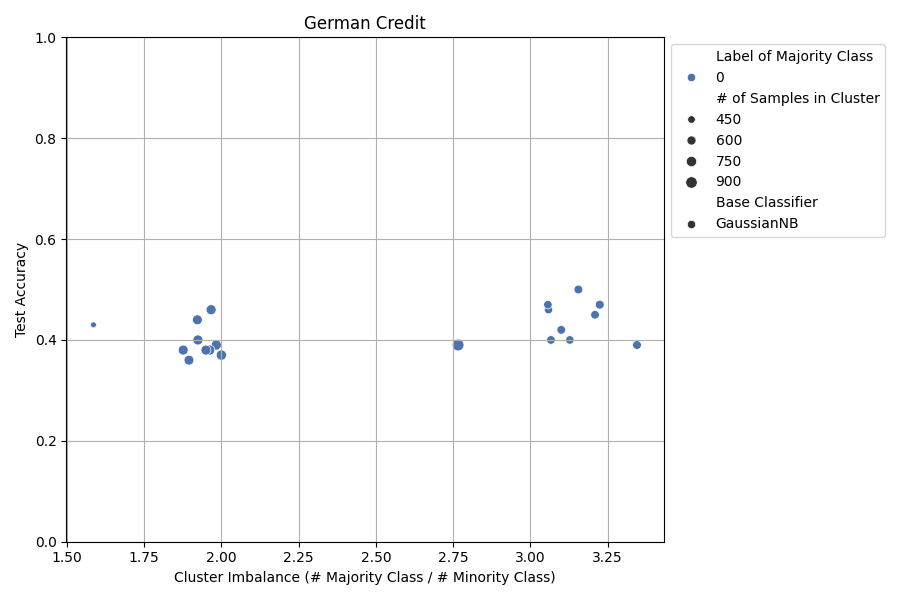 German Credit
1.0
0.8
0.6
0.4
0.2
0.0
Test Accuracy
1.50 1.75 2.00 2.25 2.50 2.75 3.00 3.25
Cluster Imbalance (# Majority Class / # Minority Class)
Label of Majority Class
0
# of Samples in Cluster
450
600
750
900
Base Classifier
GaussianNB